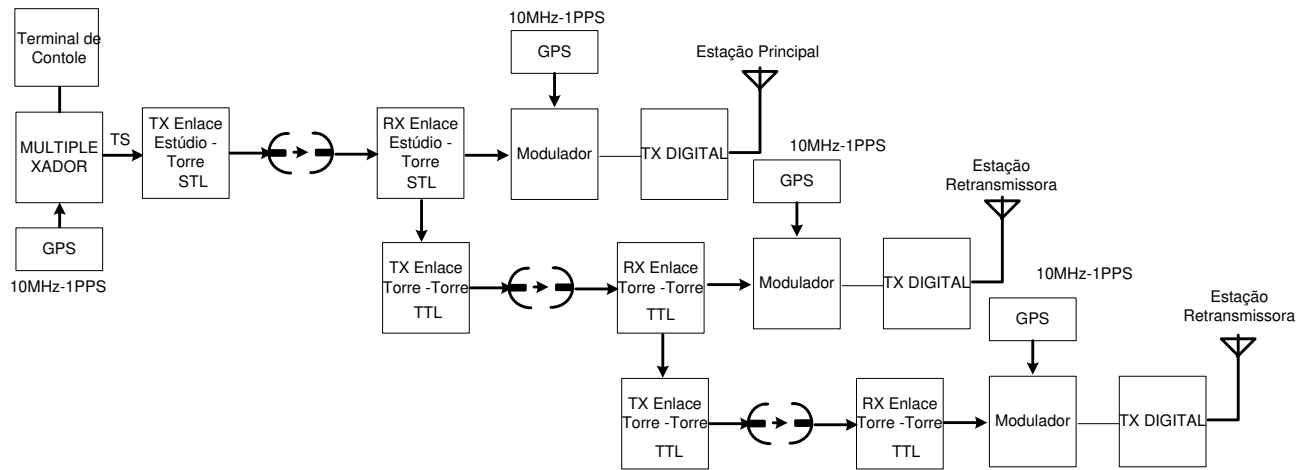 Terminal de
Contole
MULTIPLE
XADOR
GPS
10MHz-1PPS
TS
TX Enlace
Estúdio -
Torre
STL
RX Enlace
Estúdio -
Torre
STL
10MHz-1PPS
GPS
Modulador
TX DIGITAL
Estação Principal
TX Enlace
Torre -Torre
TTL
RX Enlace
Torre -Torre
TTL
10MHz-1PPS
GPS
Modulador
TX DIGITAL
Estação
Retransmissora
TX Enlace
Torre -Torre
TTL
RX Enlace
Torre -Torre
TTL
10MHz-1PPS
GPS
Modulador
TX DIGITAL
Estação
Retransmissora